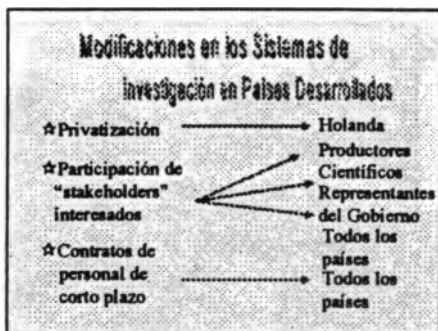 Modificaciones en los Sistemas de
Investigación en Países Desarrollados
☆Privatización
Holanda
☆Participación de
"stakeholders"
interesados
Productores
Científicos
Representantes
del Gobierno
Todos los
países
☆Contratos de
personal de
corto plazo
Todos los
países